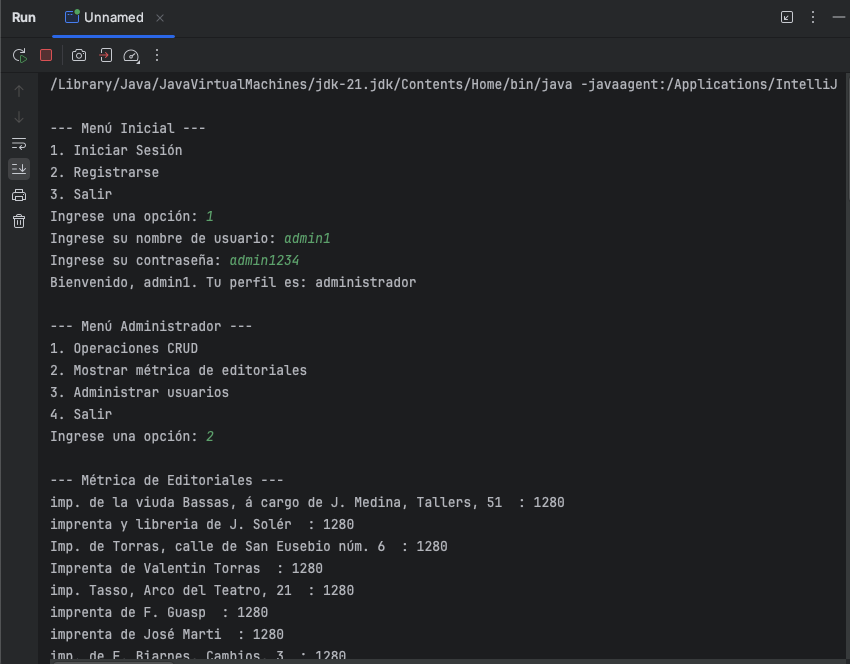 Run
Unnamed
/Library/Java/JavaVirtualMachines/jdk-21.jdk/Contents/Home/bin/java -javaagent:/Applications/IntelliJ
--- Menú Inicial ---
1. Iniciar Sesión
2. Registrarse
3. Salir
Ingrese una opción: 1
Ingrese su nombre de usuario: admin1
Ingrese su contraseña: admin1234
Bienvenido, admin1. Tu perfil es: administrador
--- Menú Administrador ---
1. Operaciones CRUD
2. Mostrar métrica de editoriales
3. Administrar usuarios
4. Salir
Ingrese una opción: 2
--- Métrica de Editoriales ---
imp. de la viuda Bassas, á cargo de J. Medina, Tallers, 51  : 1280
imprenta y libreria de J. Solér  : 1280
Imp. de Torras, calle de San Eusebio núm. 6  : 1280
Imprenta de Valentin Torras  : 1280
imp. Tasso, Arco del Teatro, 21  : 1280
imprenta de F. Guasp  : 1280
imprenta de José Marti  : 1280
imp. de F. Biarnes, Cambios, 3  : 1280